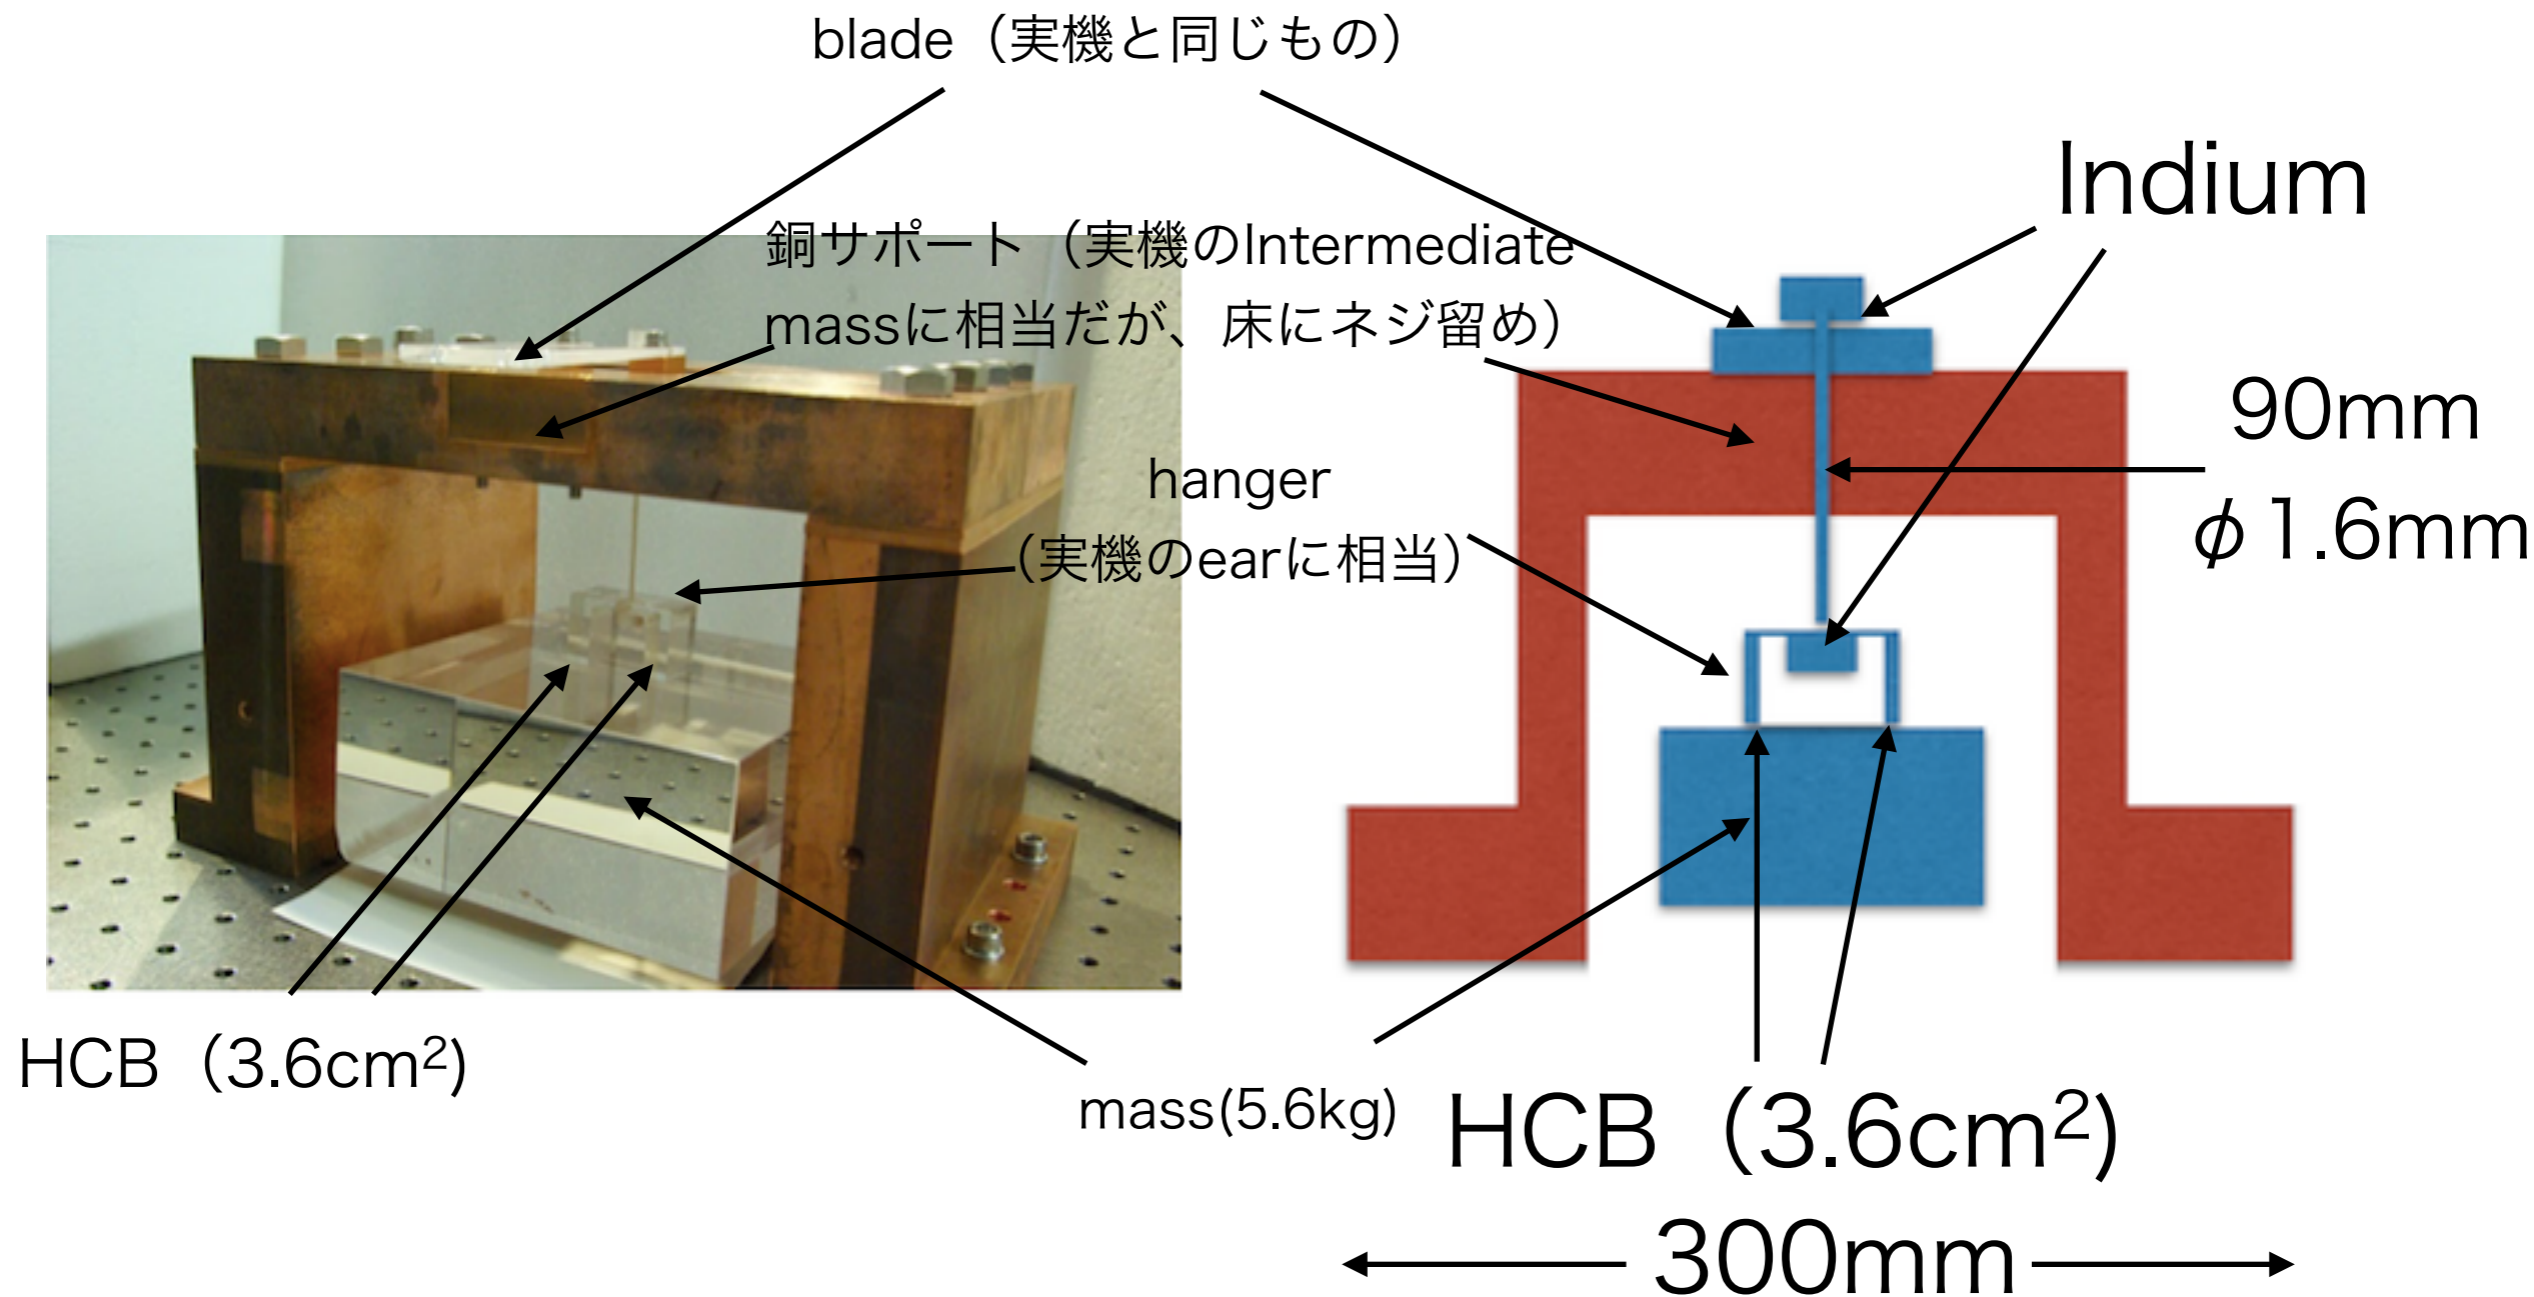 blade（実機と同じもの）
Indium
銅サポート（実機のIntermediate
massに相当だが、床にネジ留め）
90mm
φ1.6mm
hanger
（実機のearに相当）
HCB（3.6cm²)
mass(5.6kg)
HCB（3.6cm²)
300mm